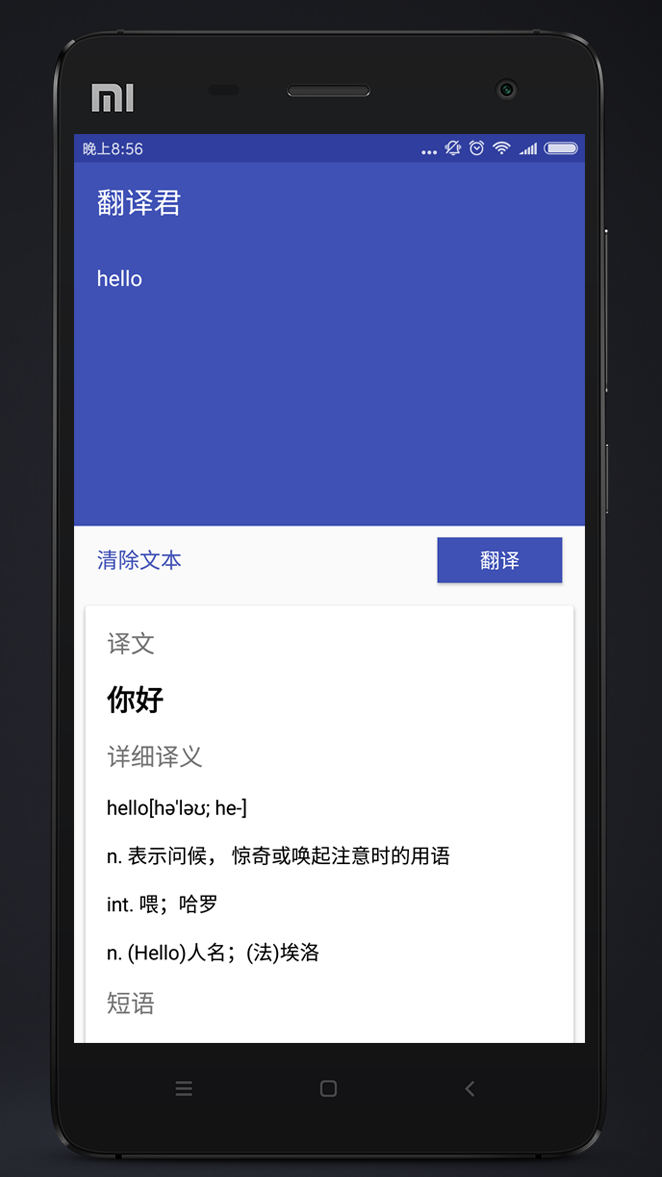 MI
晚上8:56
翻译君
hello
清除文本
翻译
译文
你好
详细译义
hello[hə'ləʊ; he-]
n. 表示问候， 惊奇或唤起注意时的用语
int. 喂；哈罗
n. (Hello)人名；(法)埃洛
短语